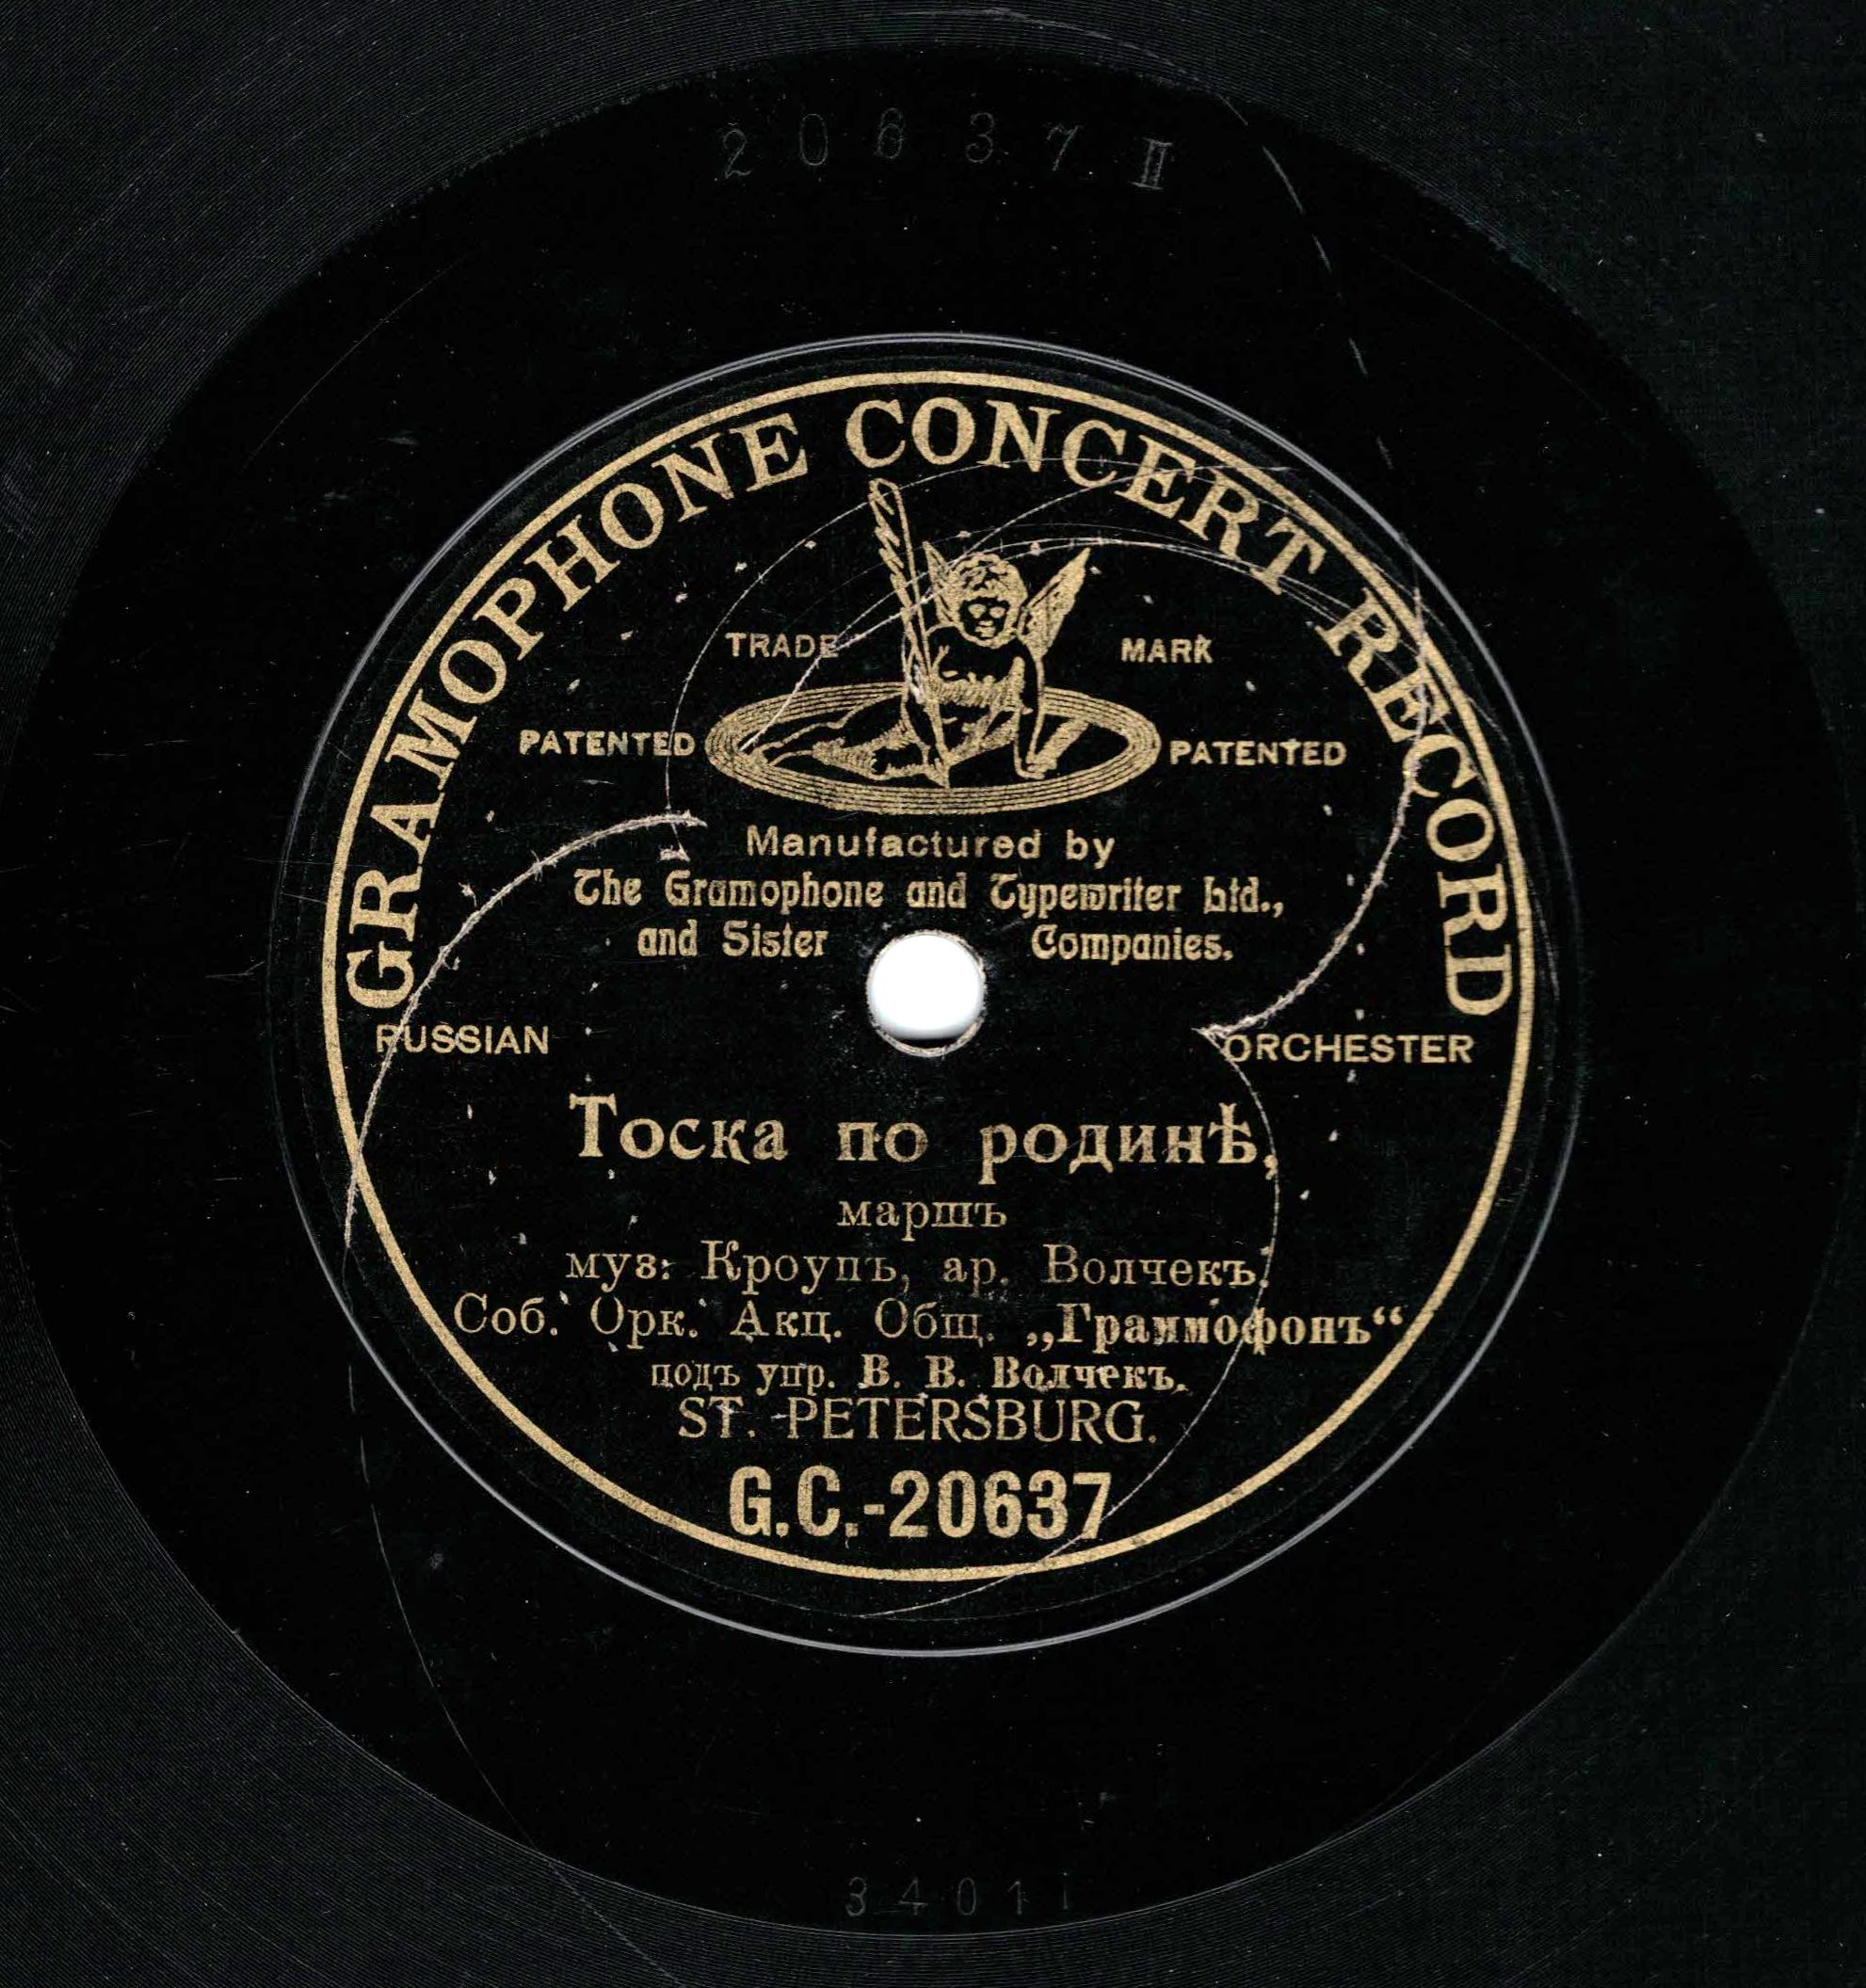 20637 II
GRAMOPHONE CONCERT RECORD
TRADE MARK
PATENTED PATENTED
Manufactured by
The Gramophone and Typewriter Ltd.,
and Sister Companies.
RUSSIAN ORCHESTER
Тоска по родинѣ,
маршъ
муз: Кроупъ, ар. Волчекъ.
Соб. Орк. Акц. Общ. „Граммофонъ“
подъ упр. В. В. Волчекъ.
ST. PETERSBURG.
G.C.-20637